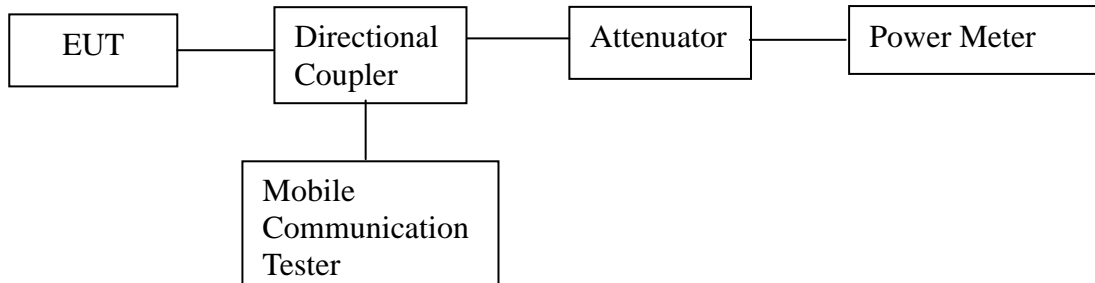 EUT
Directional
Coupler
Attenuator
Power Meter
Mobile
Communication
Tester